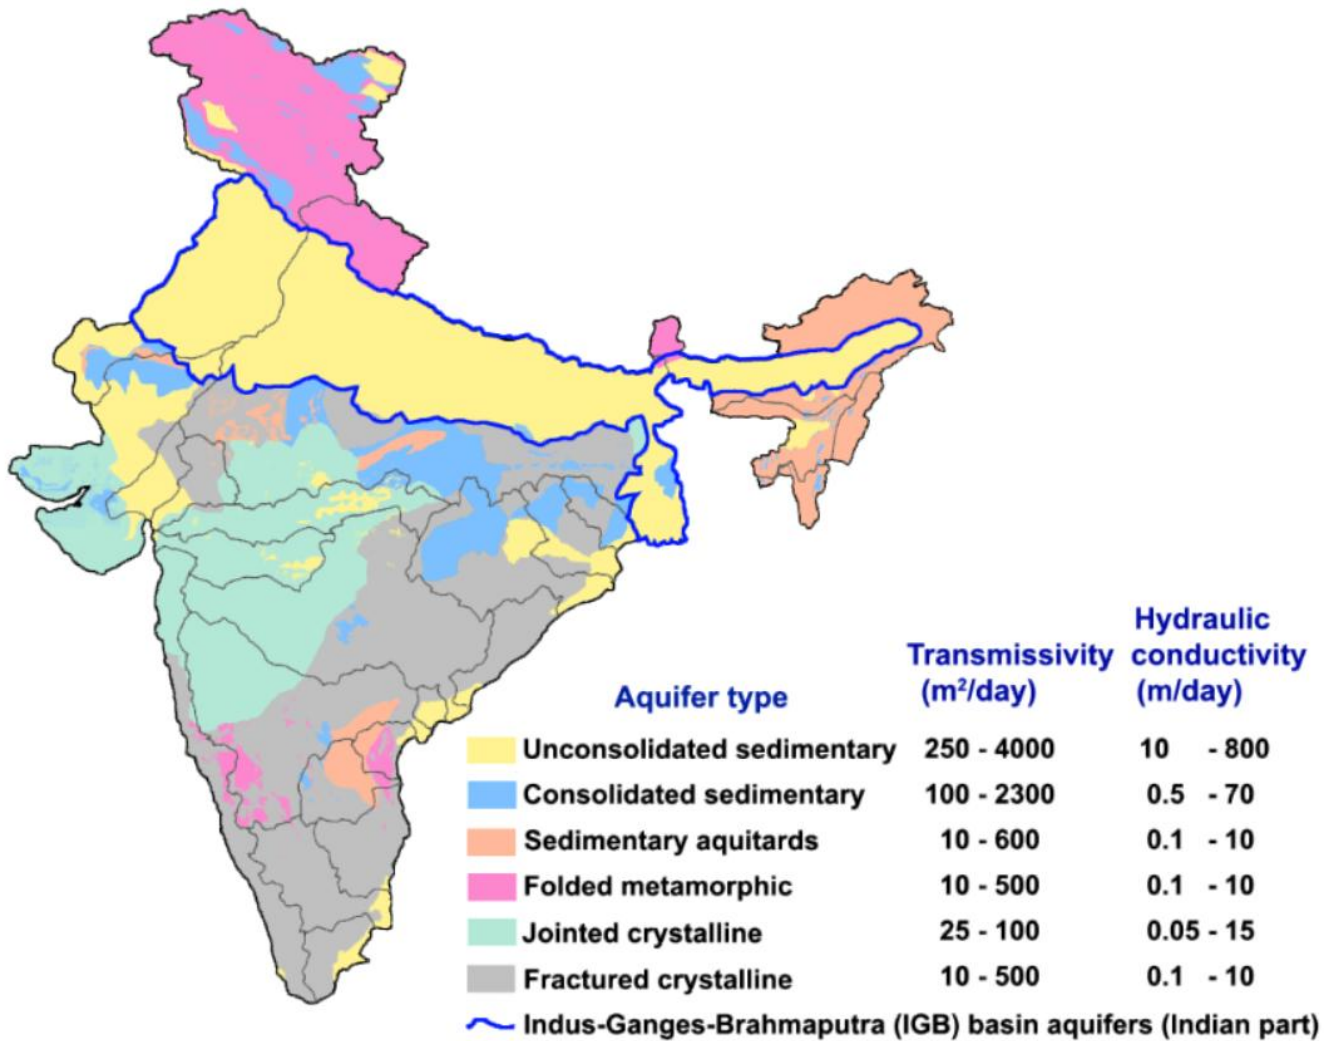 Hydraulic
Transmissivity conductivity
Aquifer type (m²/day) (m/day)
Unconsolidated sedimentary 250 - 4000 10 - 800
Consolidated sedimentary 100 - 2300 0.5 - 70
Sedimentary aquitards 10 - 600 0.1 - 10
Folded metamorphic 10 - 500 0.1 - 10
Jointed crystalline 25 - 100 0.05 - 15
Fractured crystalline 10 - 500 0.1 - 10
Indus-Ganges-Brahmaputra (IGB) basin aquifers (Indian part)